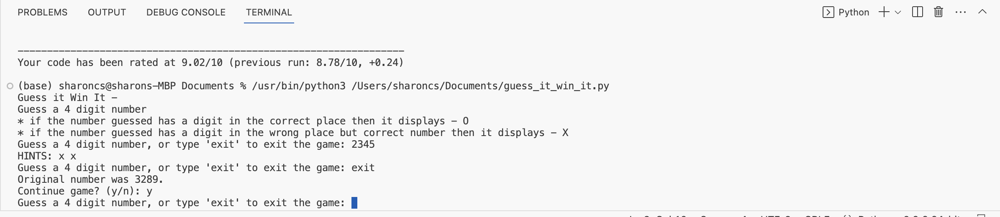 PROBLEMS OUTPUT DEBUG CONSOLE TERMINAL Python
------------------------------------------------------------------
Your code has been rated at 9.02/10 (previous run: 8.78/10, +0.24)
(base) sharoncs@sharons-MBP Documents % /usr/bin/python3 /Users/sharoncs/Documents/guess_it_win_it.py
Guess it Win It -
Guess a 4 digit number
* if the number guessed has a digit in the correct place then it displays - O
* if the number guessed has a digit in the wrong place but correct number then it displays - X
Guess a 4 digit number, or type 'exit' to exit the game: 2345
HINTS: x x
Guess a 4 digit number, or type 'exit' to exit the game: exit
Original number was 3289.
Continue game? (y/n): y
Guess a 4 digit number, or type 'exit' to exit the game: